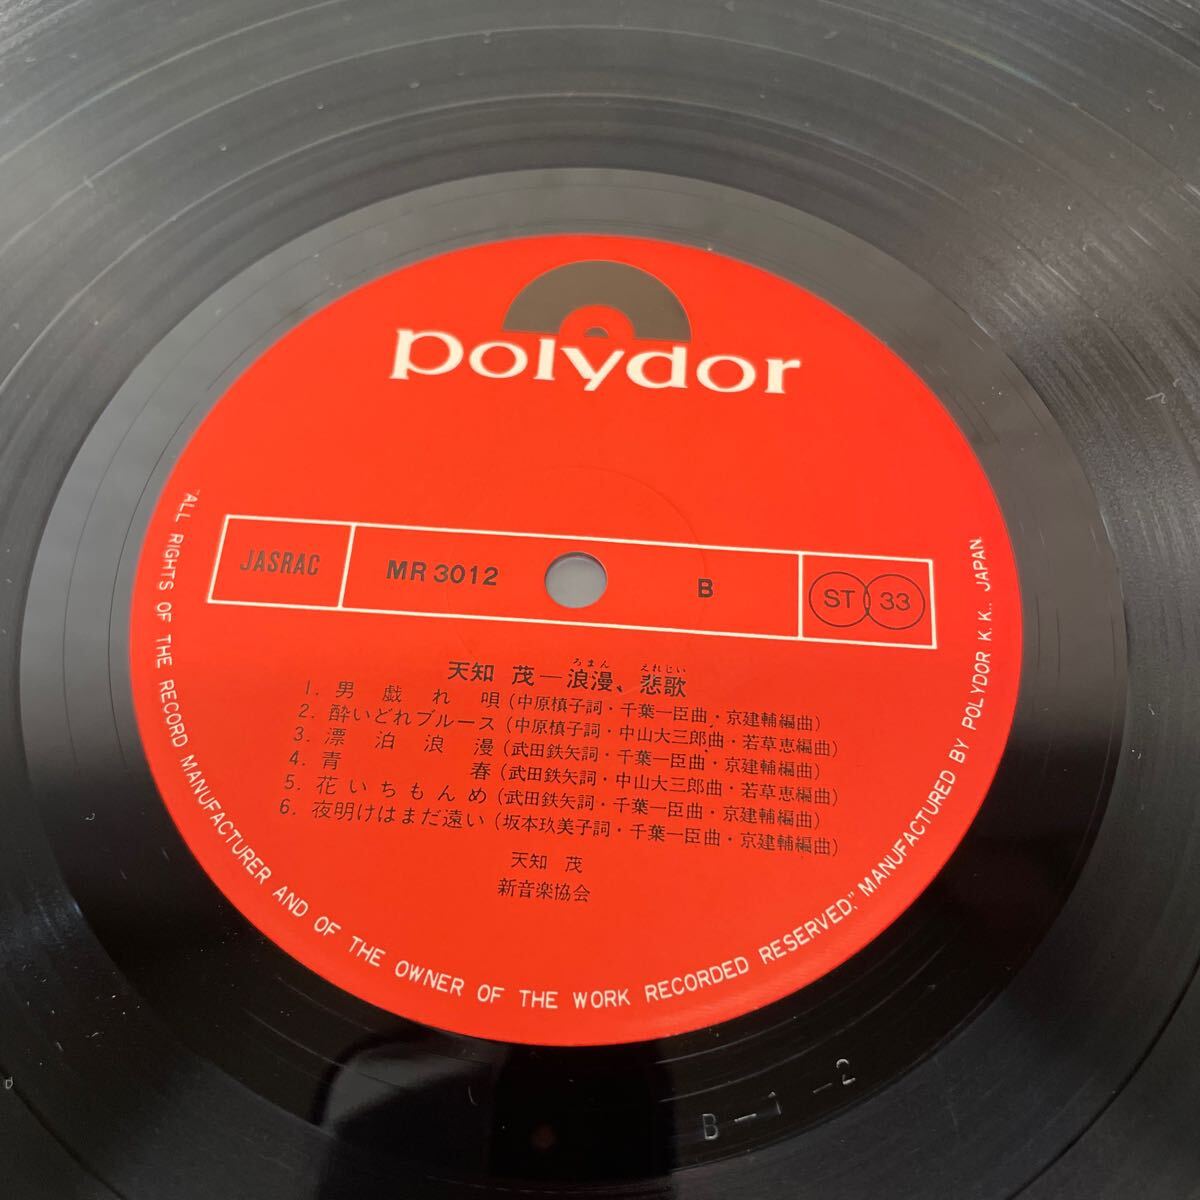 polydor
JASRAC MR 3012 B ST 33
ろまん えれじい
天知 茂—浪漫、悲歌
1. 男戯れ唄(中原槙子詞・千葉一臣曲・京建輔編曲)
2. 酔いどれブルース(中原槙子詞・中山大三郎曲・若草恵編曲)
3. 漂泊浪漫(武田鉄矢詞・千葉一臣曲・京建輔編曲)
4. 青春(武田鉄矢詞・中山大三郎曲・若草恵編曲)
5. 花いちもんめ(武田鉄矢詞・千葉一臣曲・京建輔編曲)
6. 夜明けはまだ遠い(坂本玖美子詞・千葉一臣曲・京建輔編曲)
天知 茂
新音楽協会
"ALL RIGHTS OF THE RECORD MANUFACTURER AND OF THE OWNER OF THE WORK RECORDED RESERVED," MANUFACTURED BY POLYDOR K.K., JAPAN
B-1-2